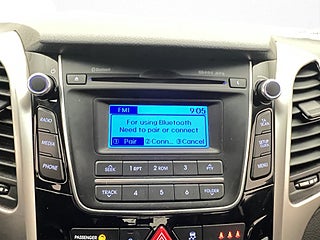 Bluetooth
FM1 9:05
For using Bluetooth
Need to pair or connect
① Pair ② Conn... ③ Cancel
RADIO
MEDIA
PHONE
SETUP
MENU
SEEK
1 RPT
2 RDM
3
TRACK
4
5
6
FOLDER
PASSENGER